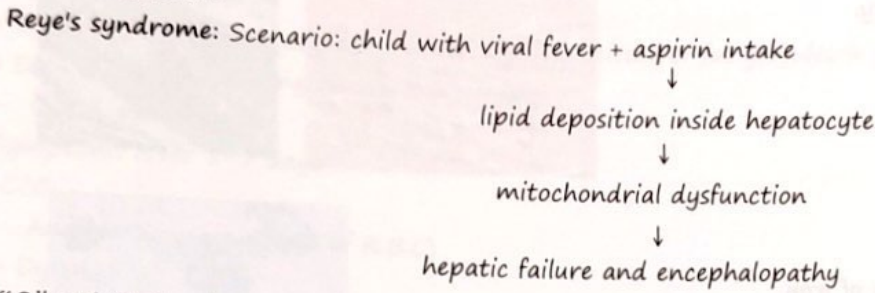 Reye's syndrome: Scenario: child with viral fever + aspirin intake
↓
lipid deposition inside hepatocyte
↓
mitochondrial dysfunction
↓
hepatic failure and encephalopathy